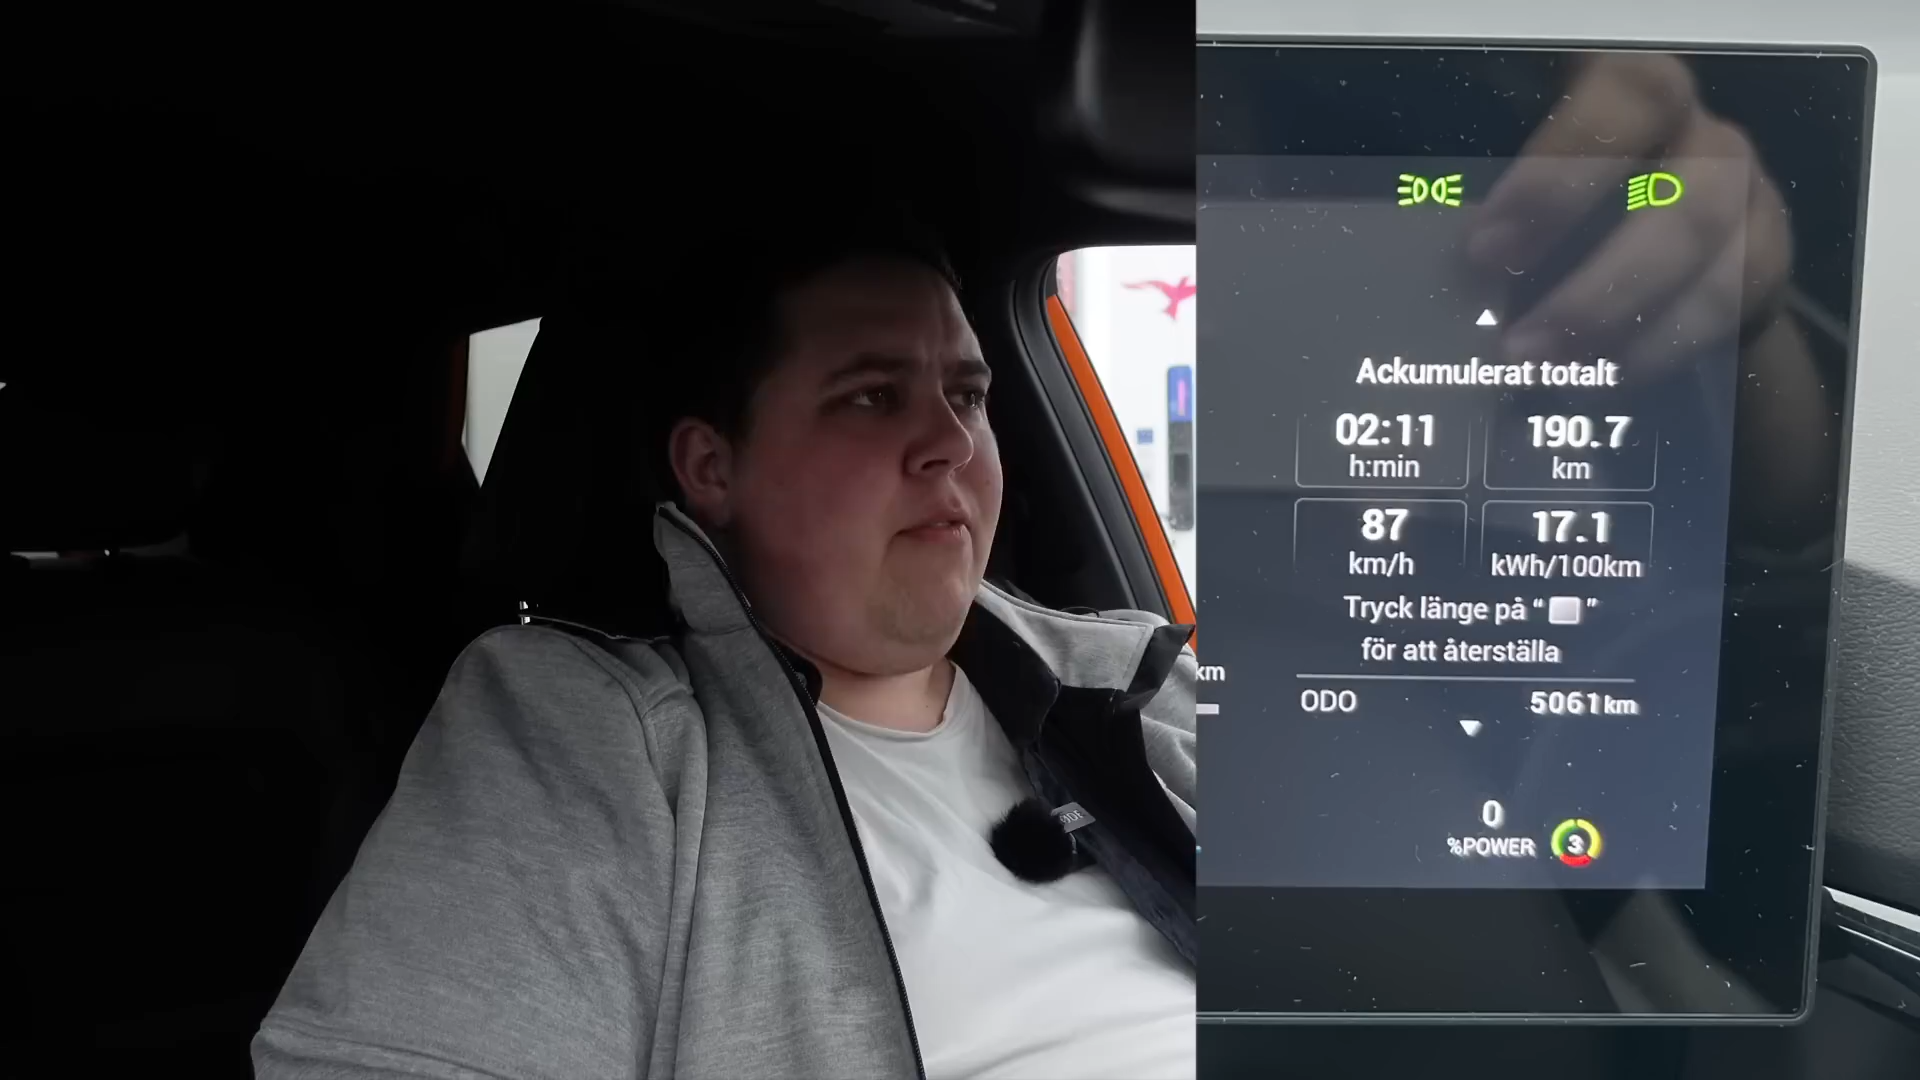 Ackumulerat totalt
02:11 190.7
h:min km
87 17.1
km/h kWh/100km
Tryck länge på “ ”
för att återställa
km
ODO 5061 km
0
%POWER 3